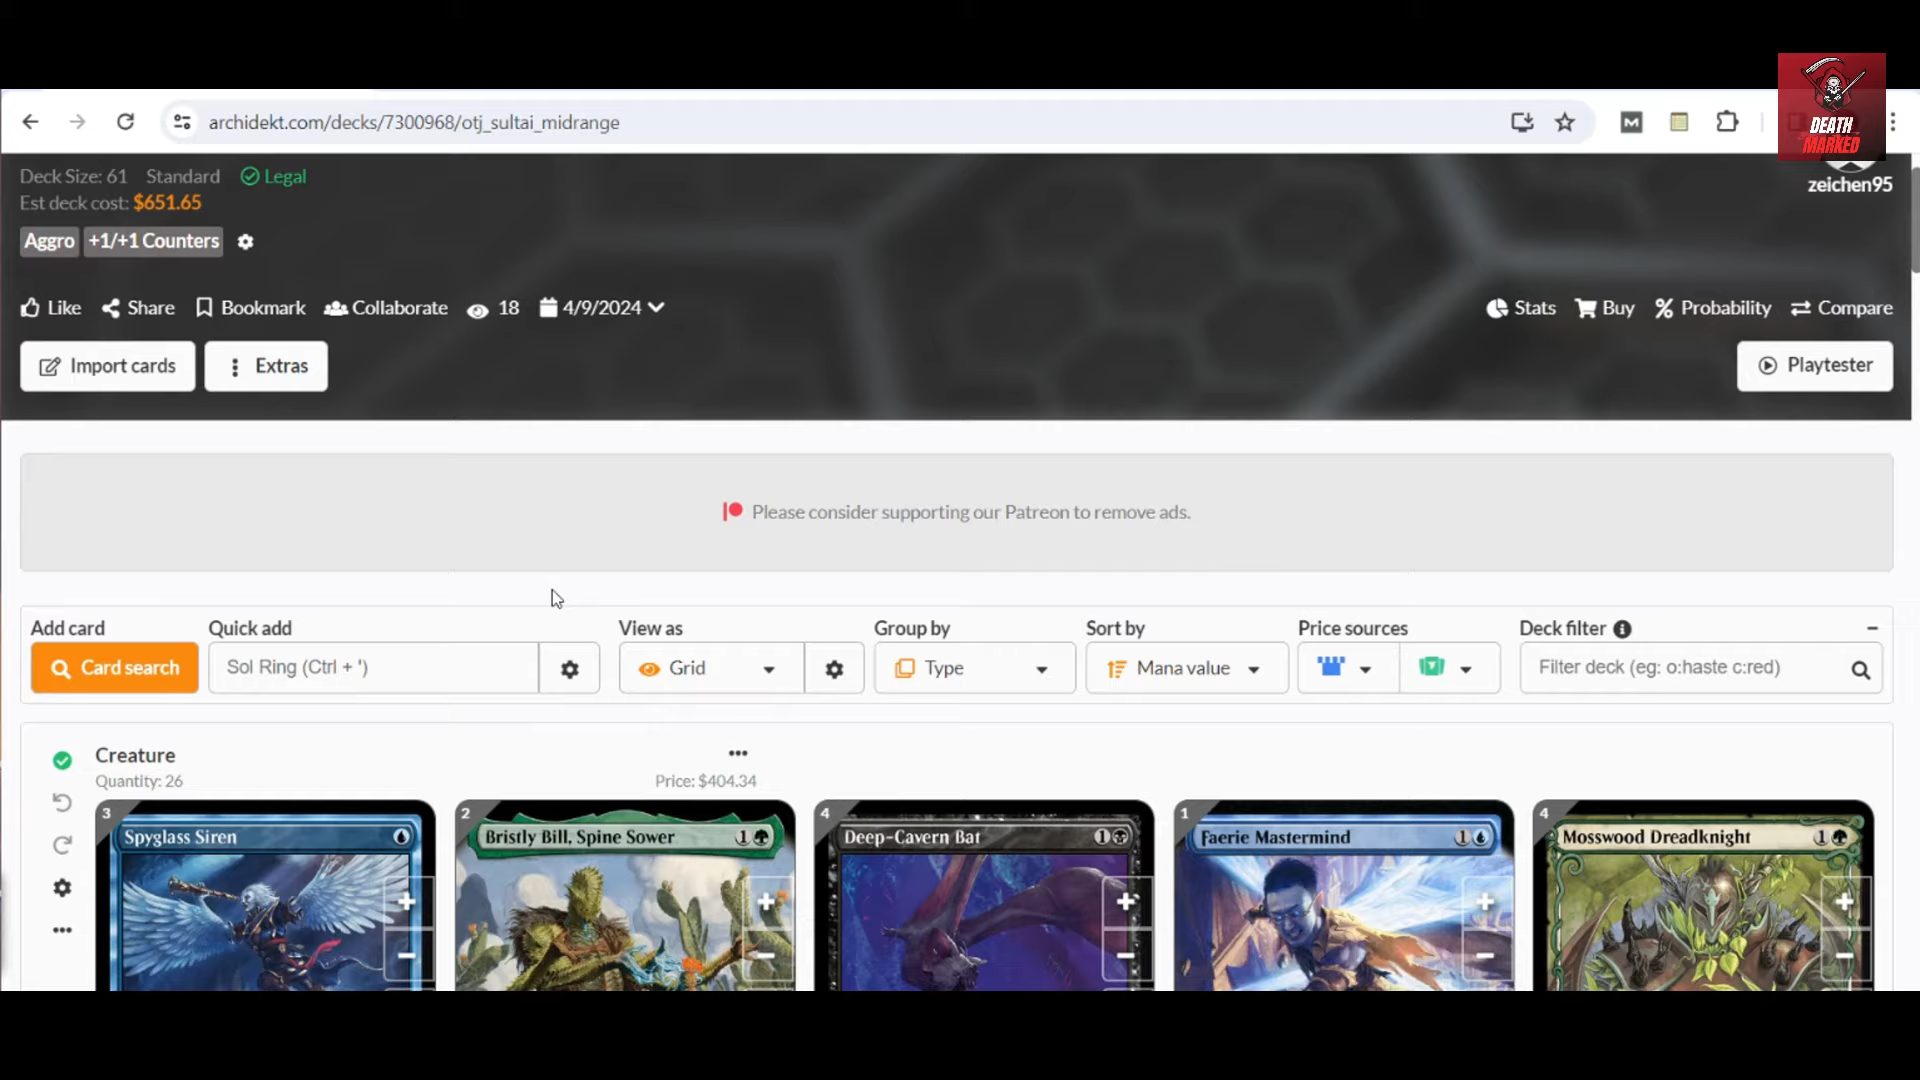 DEATH
MARKED
archidekt.com/decks/7300968/otj_sultai_midrange
M
Deck Size: 61 Standard Legal
zeichen95
Est deck cost: $651.65
Aggro +1/+1 Counters
Like Share Bookmark Collaborate 18 4/9/2024 Stats Buy Probability Compare
Import cards Extras Playtester
Please consider supporting our Patreon to remove ads.
Add card Quick add View as Group by Sort by Price sources Deck filter
Card search Sol Ring (Ctrl + ') Grid Type Mana value Filter deck (eg: o:haste c:red)
Creature
Quantity: 26 Price: $404.34
3 2 4 1 4
Spyglass Siren Bristly Bill, Spine Sower 1 Deep-Cavern Bat 1 Faerie Mastermind 1 Mosswood Dreadknight 1